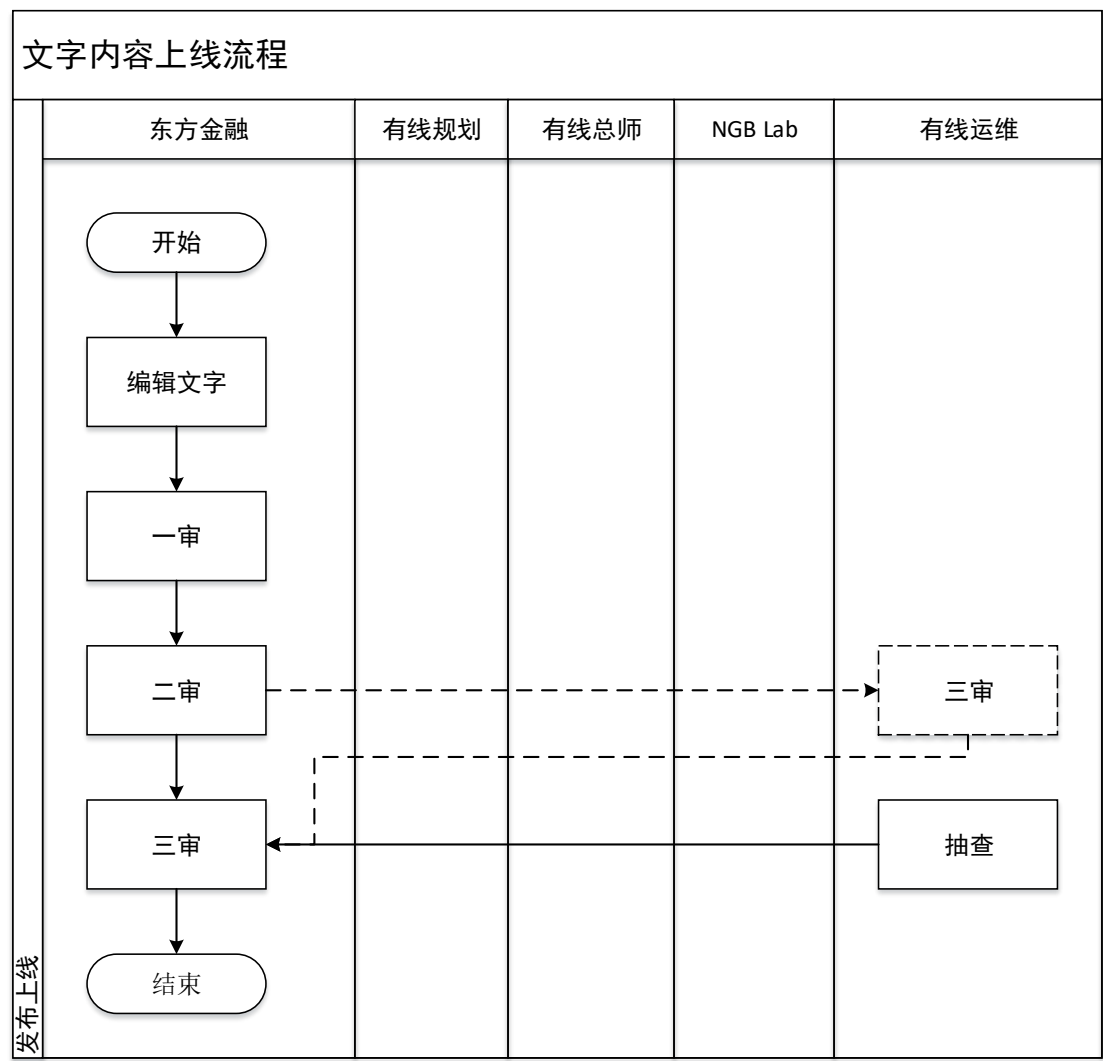 文字内容上线流程
东方金融
有线规划
有线总师
NGB Lab
有线运维
开始
编辑文字
一审
二审
三审
三审
抽查
结束
发布上线